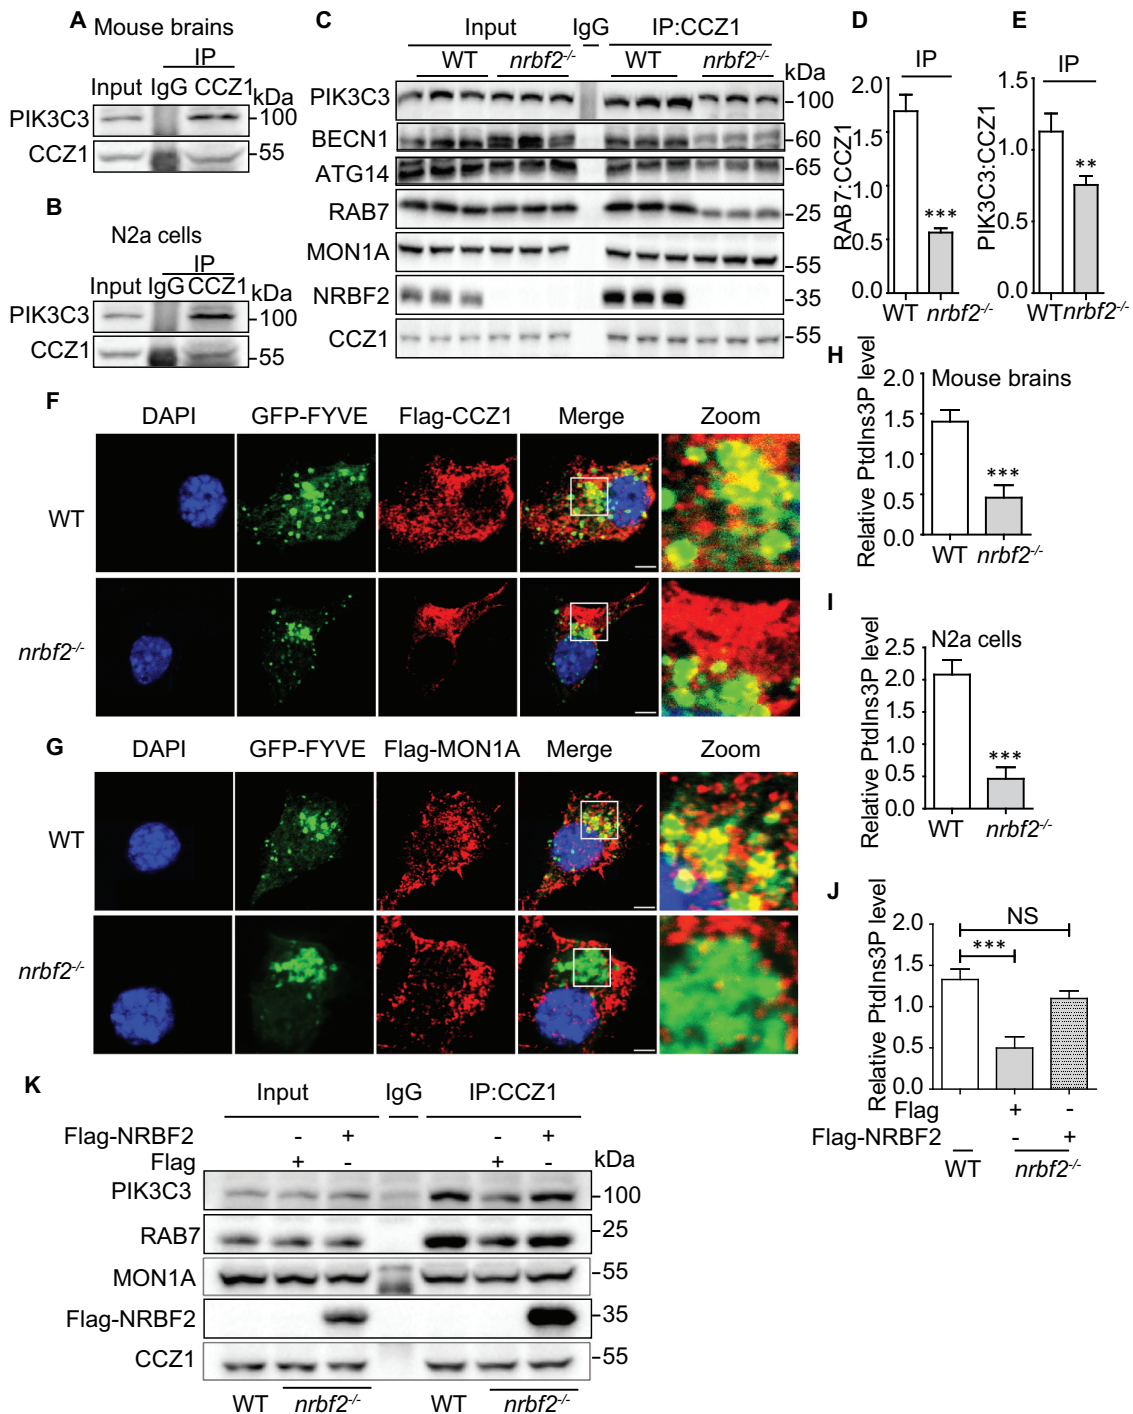 A
Mouse brains
IP
Input IgG CCZ1 kDa
PIK3C3 -100
CCZ1 -55
B
N2a cells
IP
Input IgG CCZ1 kDa
PIK3C3 -100
CCZ1 -55
C
Input IgG IP:CCZ1
WT nrbf2-/- WT nrbf2-/- kDa
PIK3C3 -100
BECN1 -60
ATG14 -65
RAB7 -25
MON1A -55
NRBF2 -35
CCZ1 -55
D
IP
RAB7:CCZ1
2.0
1.5
1.0
0.5
0.0
***
WT nrbf2-/-
E
IP
PIK3C3:CCZ1
1.5
1.0
0.5
0.0
**
WT nrbf2-/-
F
DAPI GFP-FYVE Flag-CCZ1 Merge Zoom
WT
nrbf2-/-
G
DAPI GFP-FYVE Flag-MON1A Merge Zoom
WT
nrbf2-/-
H
Mouse brains
Relative PtdIns3P level
2.0
1.5
1.0
0.5
0.0
***
WT nrbf2-/-
I
N2a cells
Relative PtdIns3P level
2.5
2.0
1.5
1.0
0.5
0.0
***
WT nrbf2-/-
J
Relative PtdIns3P level
2.0
1.5
1.0
0.5
0.0
NS
***
Flag + -
Flag-NRBF2 - +
WT nrbf2-/-
K
Input IgG IP:CCZ1
Flag-NRBF2 - + - +
Flag + - + - kDa
PIK3C3 -100
RAB7 -25
MON1A -55
Flag-NRBF2 -35
CCZ1 -55
WT nrbf2-/- WT nrbf2-/-